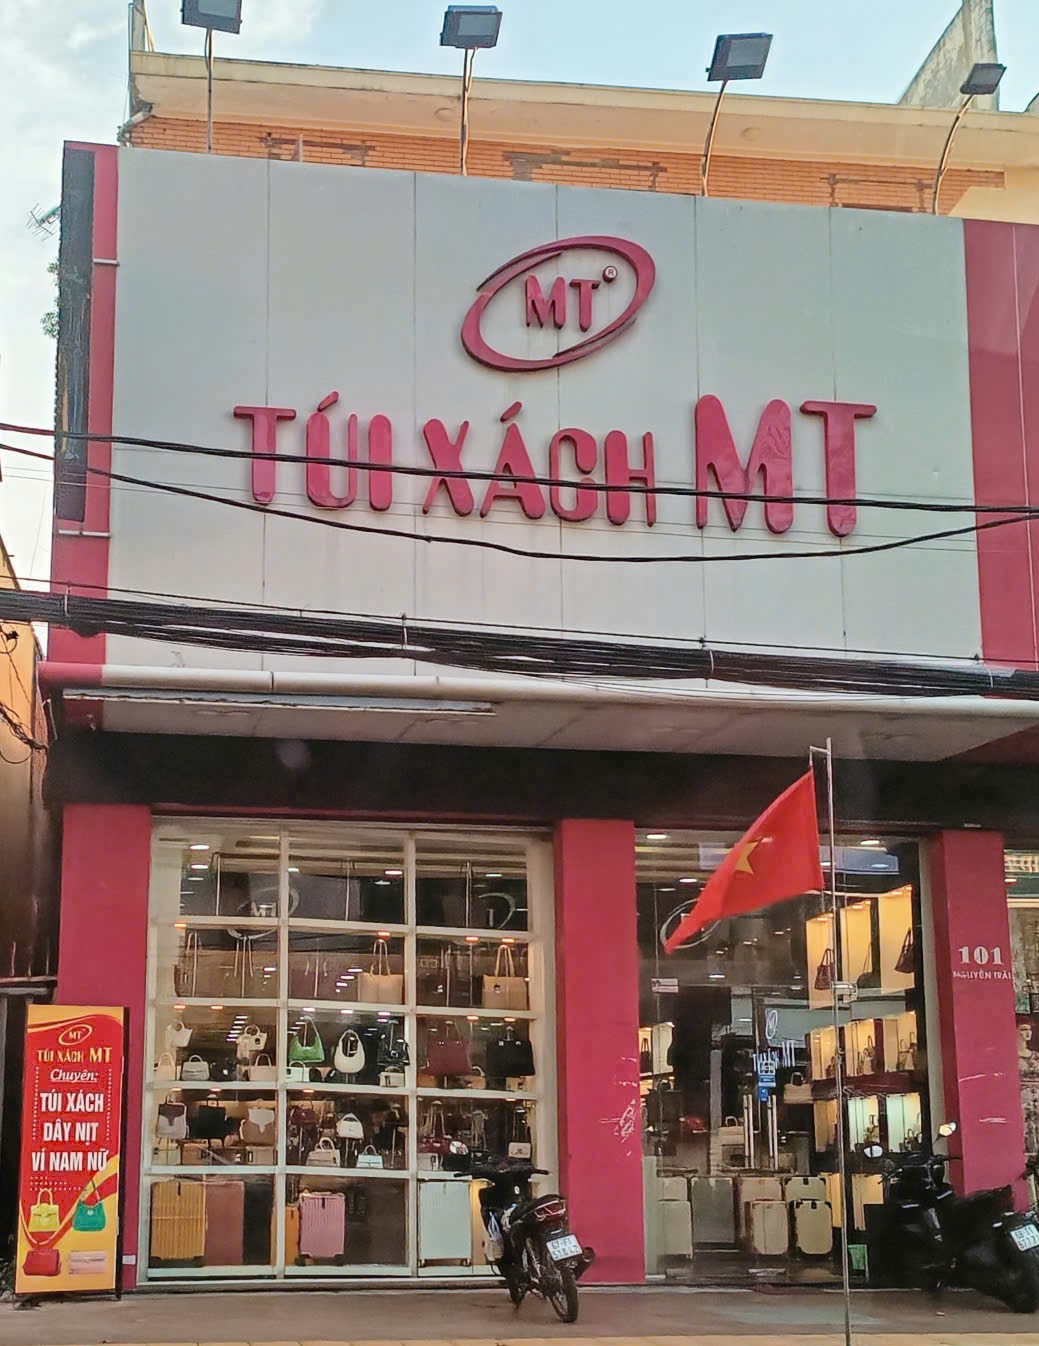 MT®
TÚI XÁCH MT
101
NGUYỄN TRÃI
MT
TÚI XÁCH MT
Chuyên:
TÚI XÁCH
DÂY NỊT
VÍ NAM NỮ
MT